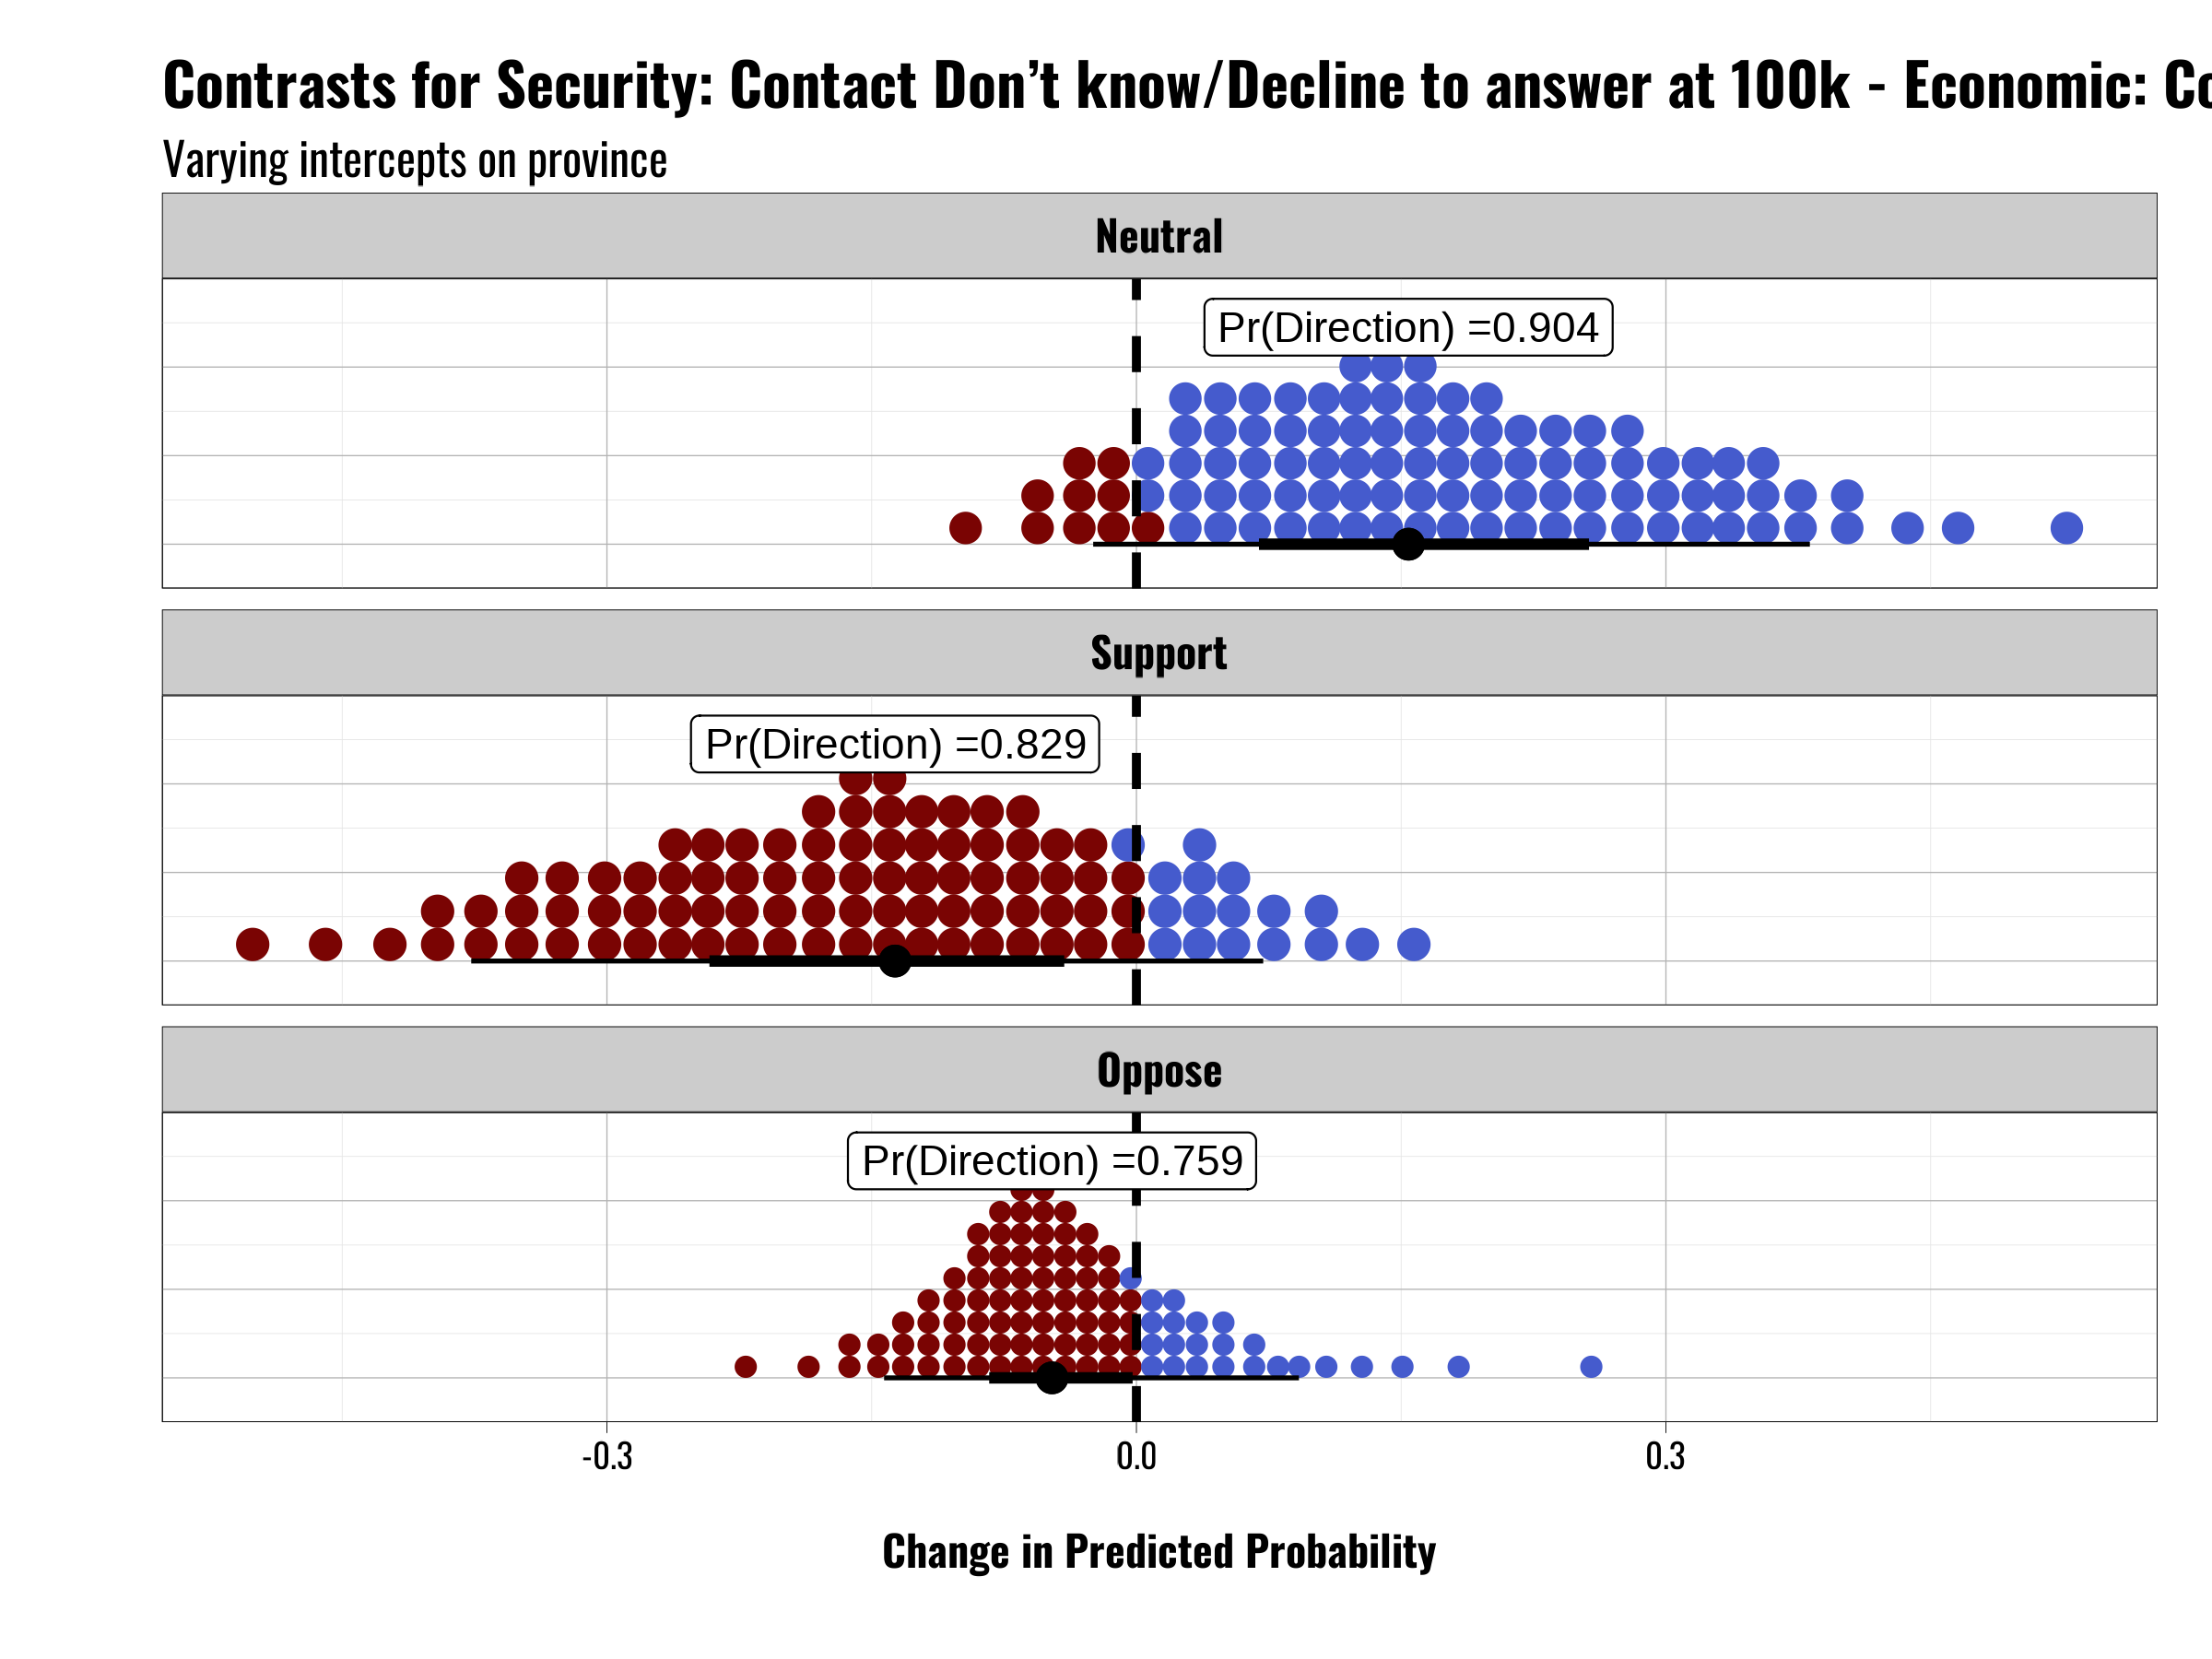 Contrasts for Security: Contact Don’t know/Decline to answer at 100k - Economic:
Varying intercepts on province
Neutral
Pr(Direction) =0.904
Support
Pr(Direction) =0.829
Oppose
Pr(Direction) =0.759
-0.3 0.0 0.3
Change in Predicted Probability